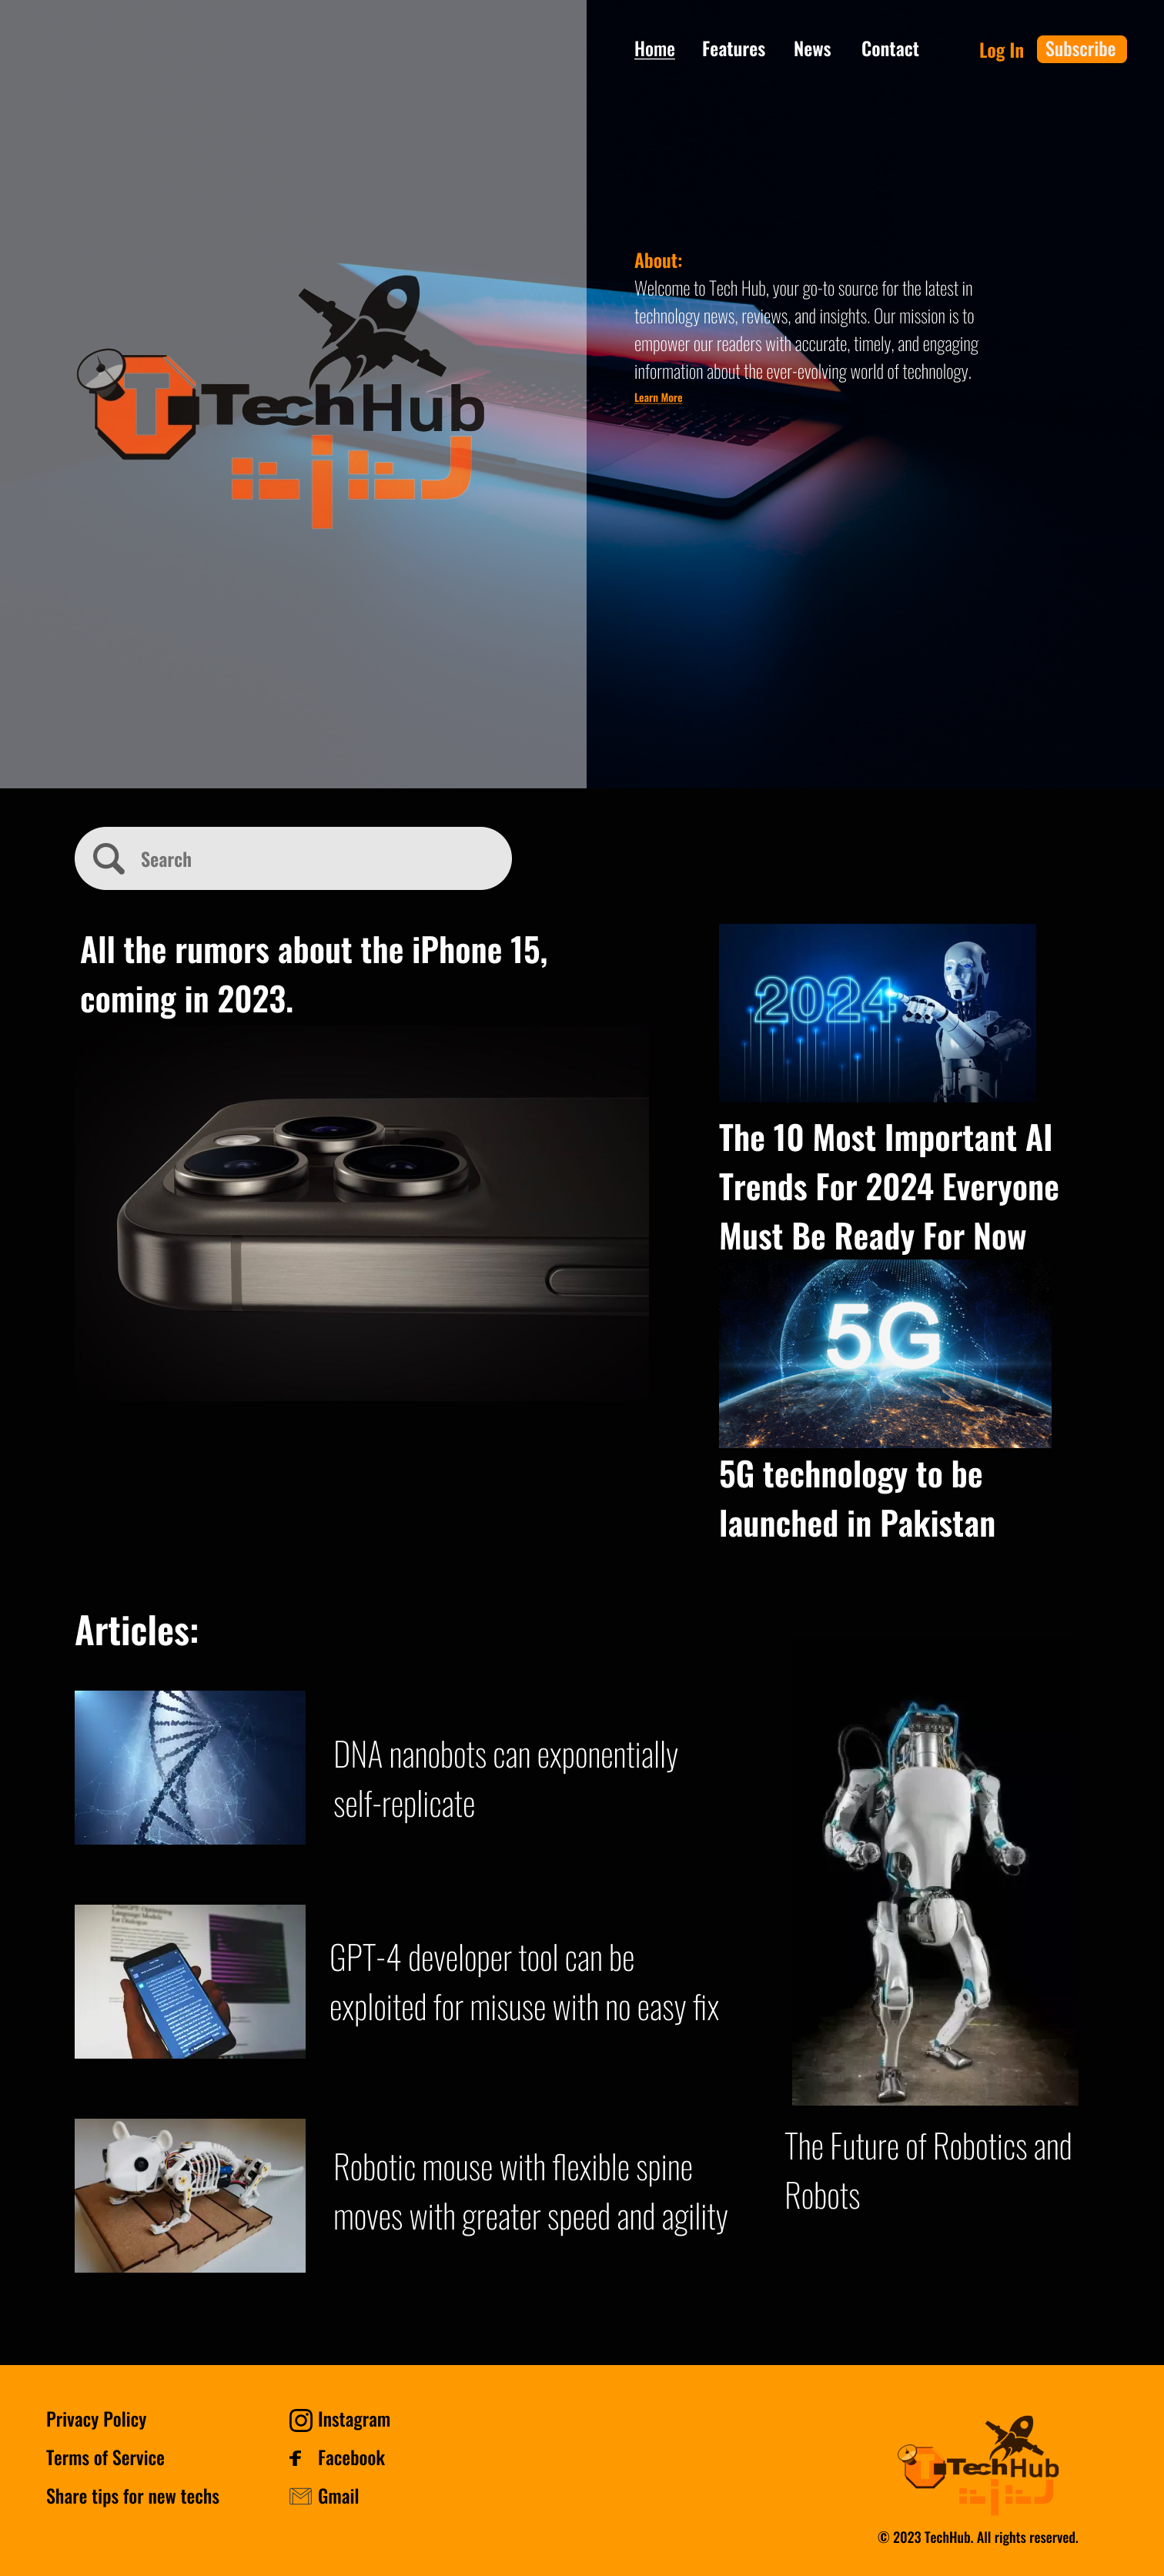 Home Features News Contact Log In Subscribe
About:
Welcome to Tech Hub, your go-to source for the latest in
technology news, reviews, and insights. Our mission is to
empower our readers with accurate, timely, and engaging
information about the ever-evolving world of technology.
Learn More
T TechHub
Search
All the rumors about the iPhone 15,
coming in 2023.
2024
The 10 Most Important AI
Trends For 2024 Everyone
Must Be Ready For Now
5G
5G technology to be
launched in Pakistan
Articles:
DNA nanobots can exponentially
self-replicate
ChatGPT: Optimizing
Language Models
for Dialogue
GPT-4 developer tool can be
exploited for misuse with no easy fix
Robotic mouse with flexible spine
moves with greater speed and agility
The Future of Robotics and
Robots
Privacy Policy
Terms of Service
Share tips for new techs
Instagram
Facebook
Gmail
T TechHub
© 2023 TechHub. All rights reserved.